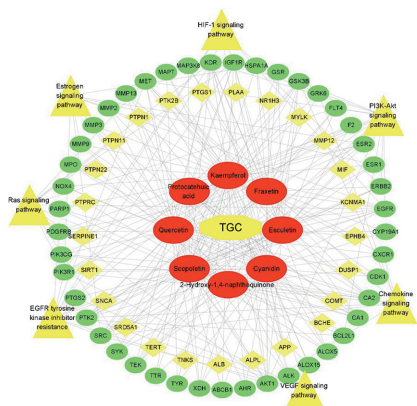 HIF-1 signaling
pathway
Estrogen
signaling
pathway
PI3K-Akt signaling
pathway
Ras signaling
pathway
EGFR tyrosine
kinase inhibitor
resistance
Chemokine
signaling
pathway
VEGF signaling
pathway
KDR
IGF1R
HSPA1A
GSR
GSK3B
GRK6
FLT4
F2
ESR2
ESR1
ERBB2
EGFR
CYP19A1
CXCR1
CDK1
CA2
CA1
BCL2L1
ALOX5
ALOX15
ALK
AKT1
AHR
ABCB1
XDH
TYR
TTR
TEK
SYK
SRC
PTK2
PTGS2
PIK3R1
PIK3CG
PDGFRB
PARP1
NOX4
MPO
MMP9
MMP3
MMP2
MMP13
MET
MAPT
MAP3K8
PTGS1
PLAA
NR1H3
MYLK
MMP12
MIF
KCNMA1
EPHB4
DUSP1
COMT
BCHE
APP
ALPL
ALB
TNKS
TERT
SRD5A1
SNCA
SIRT1
SERPINE1
PTPRC
PTPN22
PTPN11
PTPN1
PTK2B
Kaempferol
Fraxetin
Esculetin
Cyanidin
2-Hydroxy-1,4-naphthoquinone
Scopoletin
Quercetin
Protocatehuic
acid
TGC